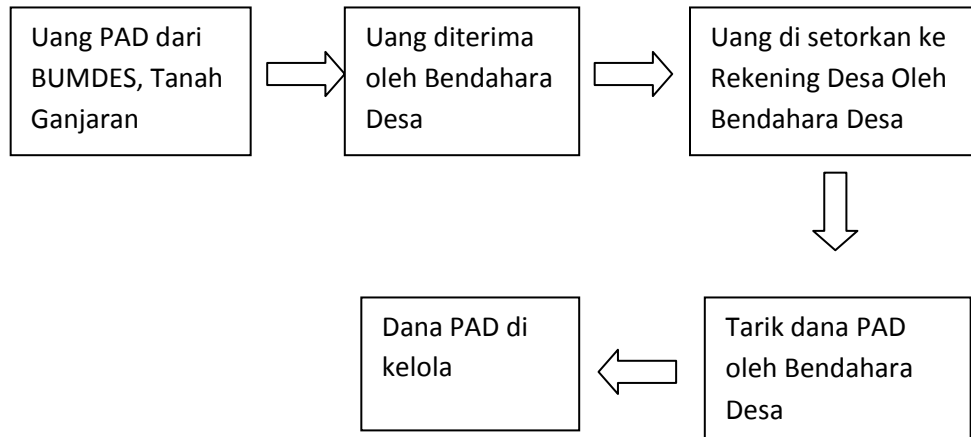 Uang PAD dari
BUMDES, Tanah
Ganjaran
Uang diterima
oleh Bendahara
Desa
Uang di setorkan ke
Rekening Desa Oleh
Bendahara Desa
Tarik dana PAD
oleh Bendahara
Desa
Dana PAD di
kelola